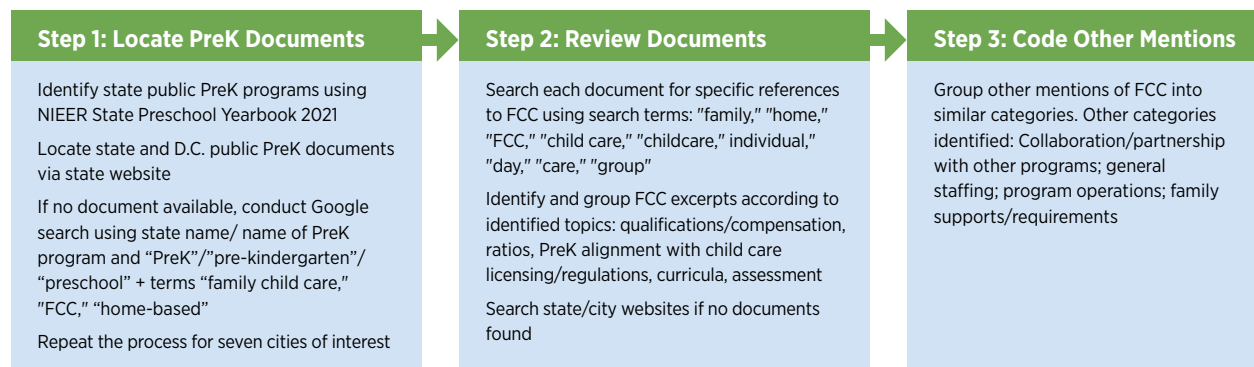 Step 1: Locate PreK Documents
Identify state public PreK programs using
NIEER State Preschool Yearbook 2021
Locate state and D.C. public PreK documents
via state website
If no document available, conduct Google
search using state name/ name of PreK
program and “PreK”/”pre-kindergarten”/
“preschool” + terms “family child care,"
"FCC," “home-based”
Repeat the process for seven cities of interest
Step 2: Review Documents
Search each document for specific references
to FCC using search terms: "family," "home,"
"FCC," "child care," "childcare," individual,"
"day," "care," "group"
Identify and group FCC excerpts according to
identified topics: qualifications/compensation,
ratios, PreK alignment with child care
licensing/regulations, curricula, assessment
Search state/city websites if no documents
found
Step 3: Code Other Mentions
Group other mentions of FCC into
similar categories. Other categories
identified: Collaboration/partnership
with other programs; general
staffing; program operations; family
supports/requirements